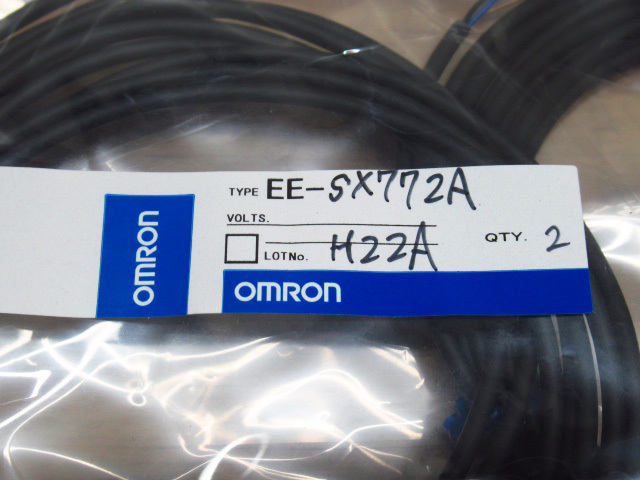 TYPE EE-SX772A
VOLTS.
LOTNo. H22A QTY. 2
OMRON
OMRON